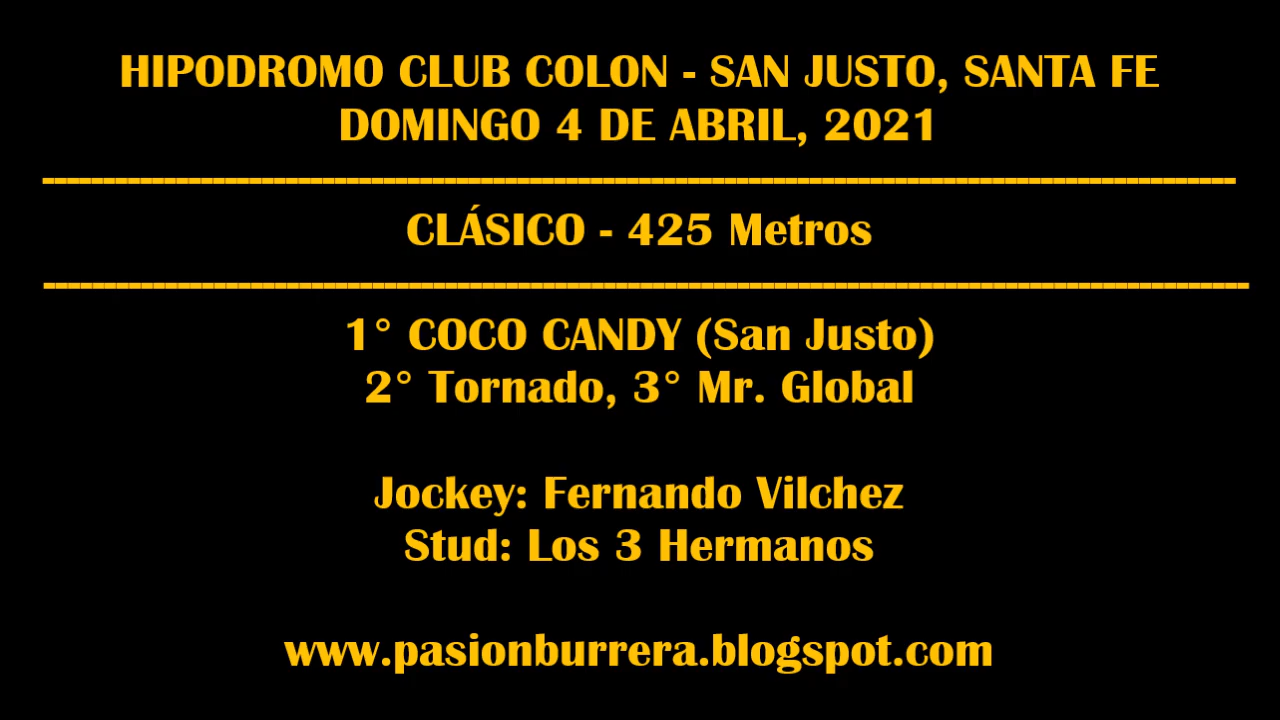 HIPODROMO CLUB COLON - SAN JUSTO, SANTA FE
DOMINGO 4 DE ABRIL, 2021
CLÁSICO - 425 Metros
1° COCO CANDY (San Justo)
2° Tornado, 3° Mr. Global
Jockey: Fernando Vilchez
Stud: Los 3 Hermanos
www.pasionburrera.blogspot.com